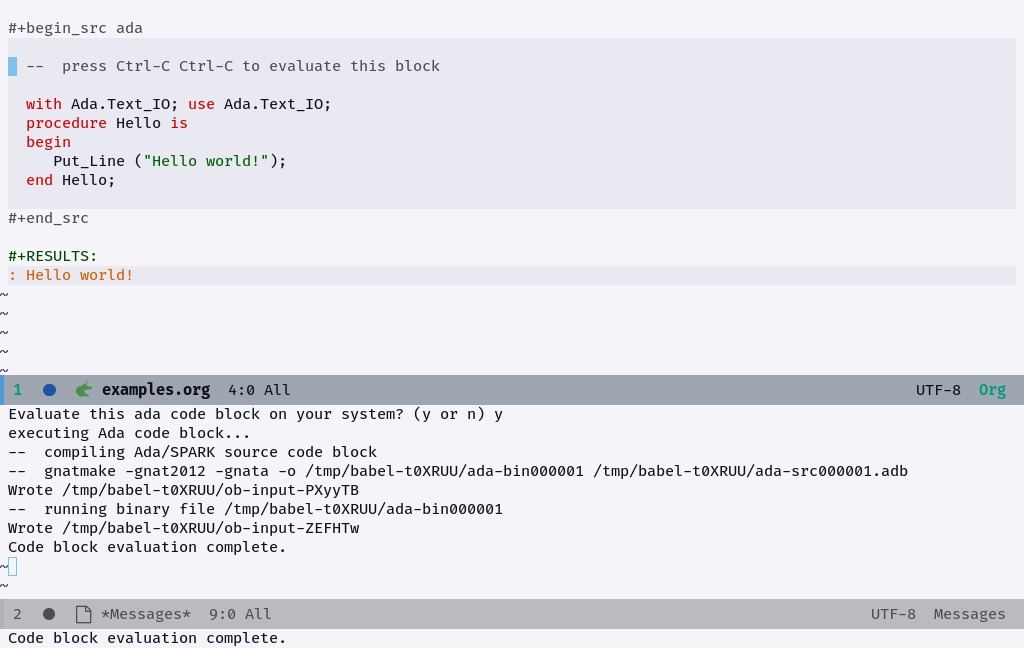 #+begin_src ada
--  press Ctrl-C Ctrl-C to evaluate this block
with Ada.Text_IO; use Ada.Text_IO;
procedure Hello is
begin
   Put_Line ("Hello world!");
end Hello;
#+end_src
#+RESULTS:
: Hello world!
~
~
~
~
~
1 examples.org 4:0 All UTF-8 Org
Evaluate this ada code block on your system? (y or n) y
executing Ada code block...
--  compiling Ada/SPARK source code block
--  gnatmake -gnat2012 -gnata -o /tmp/babel-t0XRUU/ada-bin000001 /tmp/babel-t0XRUU/ada-src000001.adb
Wrote /tmp/babel-t0XRUU/ob-input-PXyyTB
--  running binary file /tmp/babel-t0XRUU/ada-bin000001
Wrote /tmp/babel-t0XRUU/ob-input-ZEFHTw
Code block evaluation complete.
~
~
2 *Messages* 9:0 All UTF-8 Messages
Code block evaluation complete.